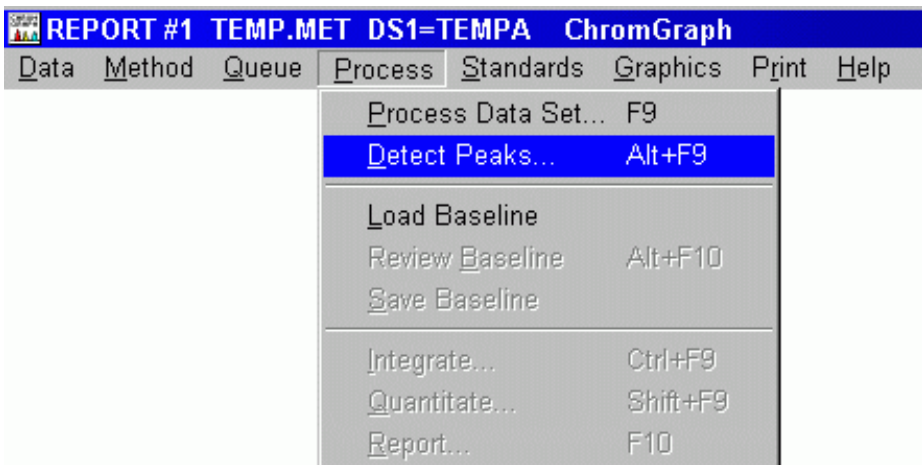 REPORT #1 TEMP.MET DS1=TEMPA ChromGraph
Data Method Queue Process Standards Graphics Print Help
Process Data Set... F9
Detect Peaks... Alt+F9
Load Baseline
Review Baseline Alt+F10
Save Baseline
Integrate... Ctrl+F9
Quantitate... Shift+F9
Report... F10